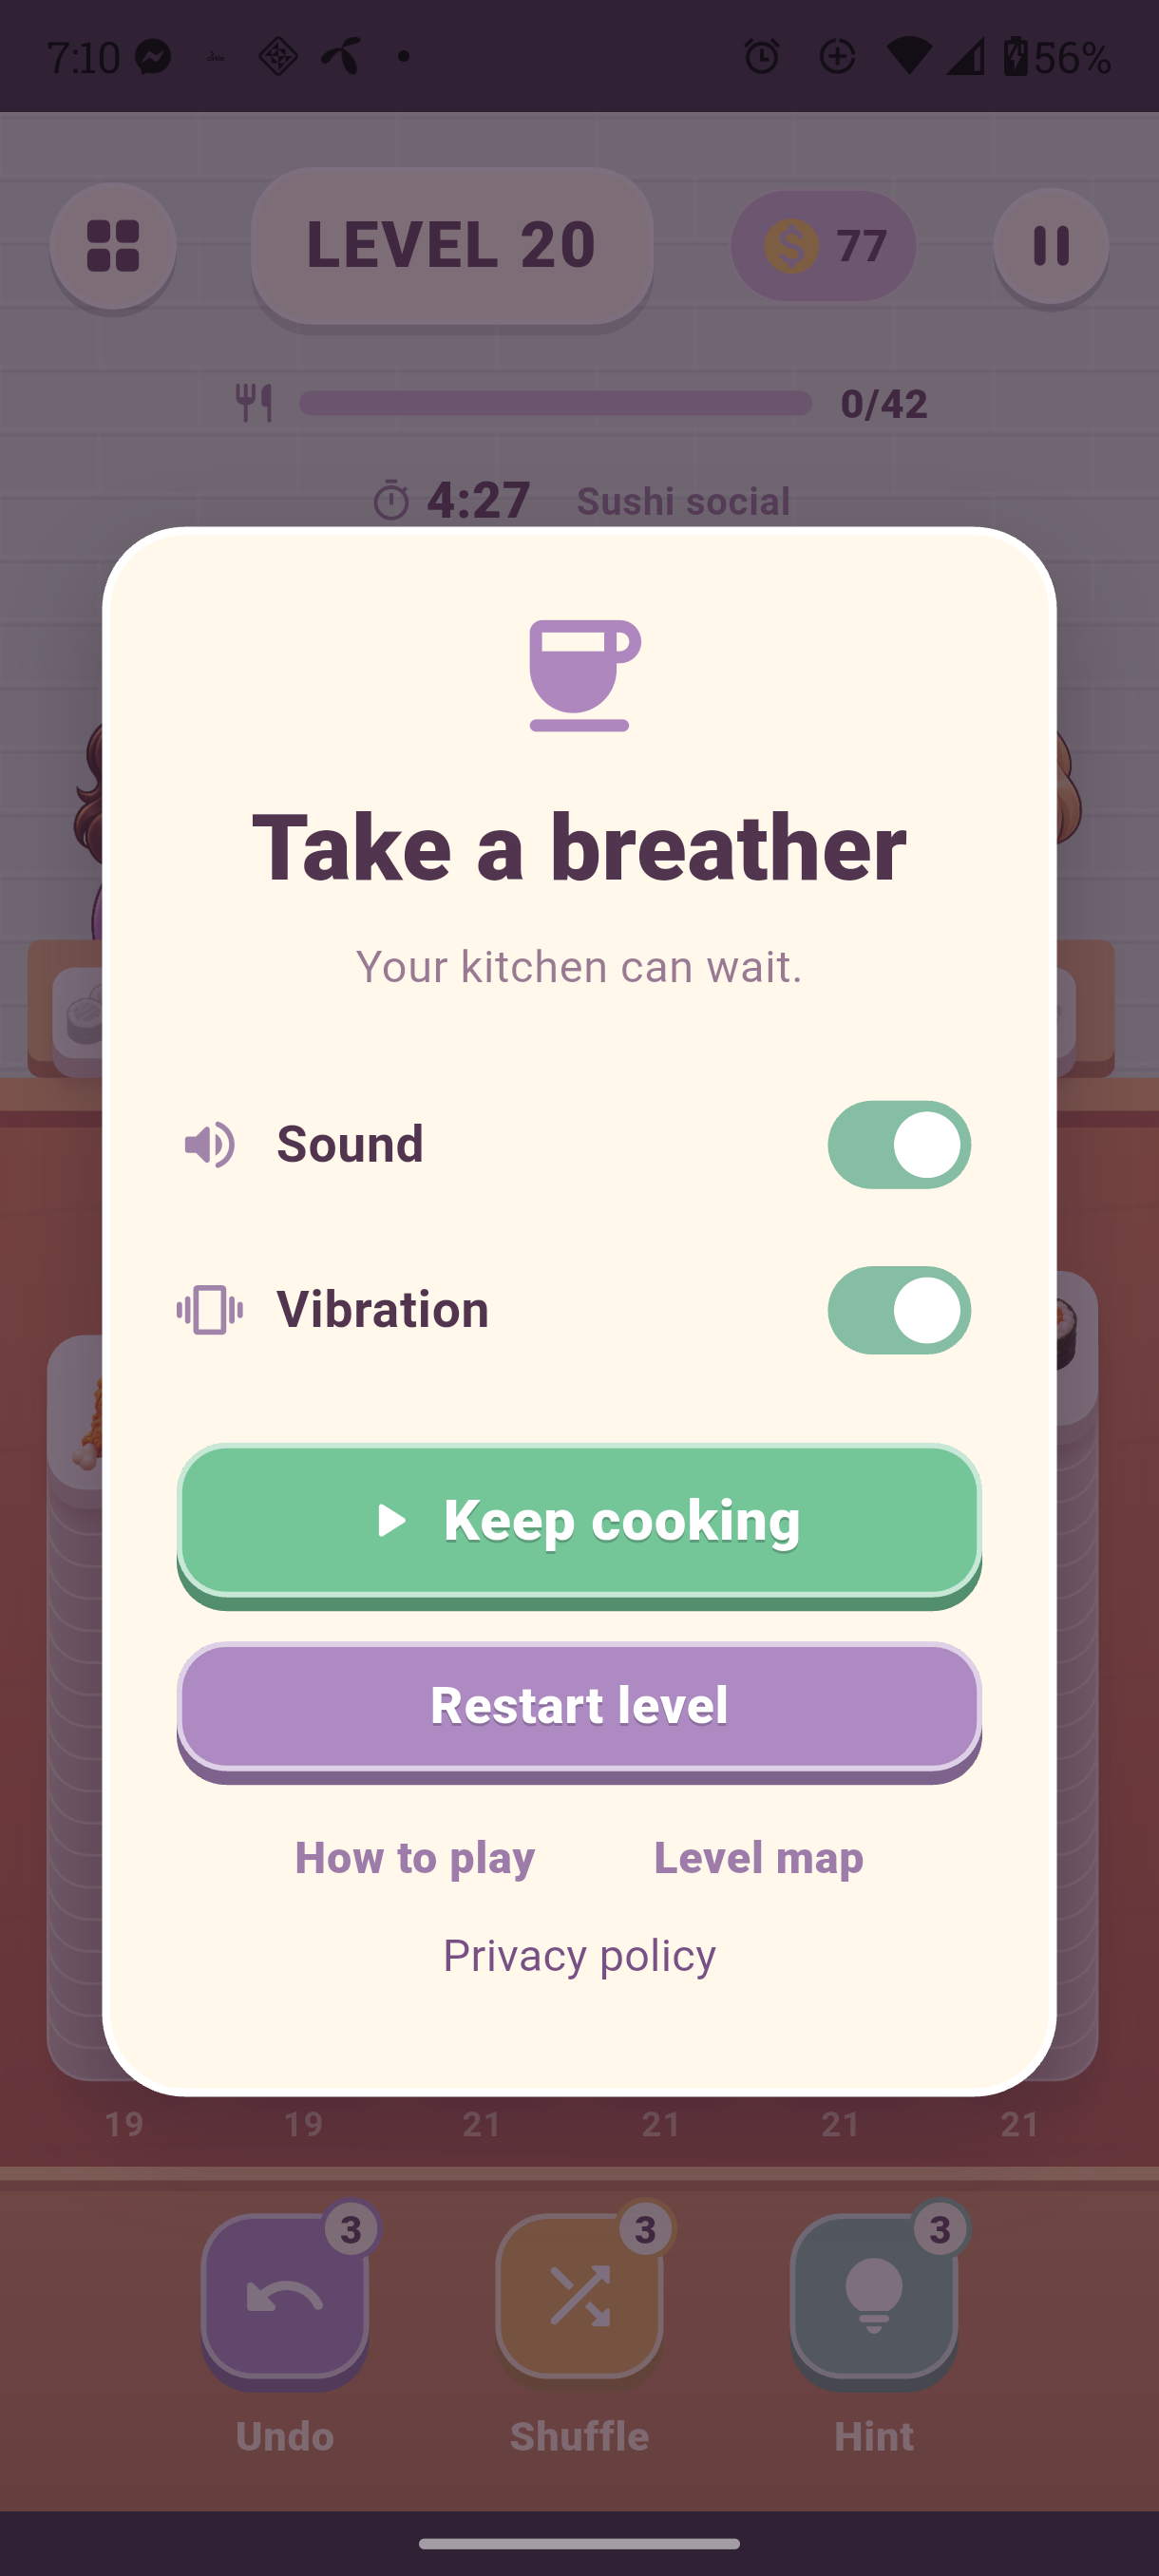 7:10
56%
LEVEL 20
77
0/42
4:27 Sushi social
Take a breather
Your kitchen can wait.
Sound
Vibration
Keep cooking
Restart level
How to play Level map
Privacy policy
19 19 21 21 21 21
3 3 3
Undo Shuffle Hint